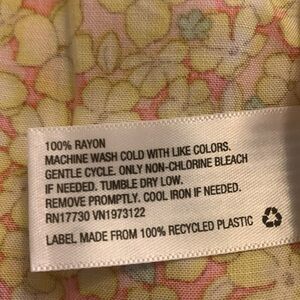 100% RAYON
MACHINE WASH COLD WITH LIKE COLORS.
GENTLE CYCLE. ONLY NON-CHLORINE BLEACH
IF NEEDED. TUMBLE DRY LOW.
REMOVE PROMPTLY. COOL IRON IF NEEDED.
RN17730 VN1973122
LABEL MADE FROM 100% RECYCLED PLASTIC